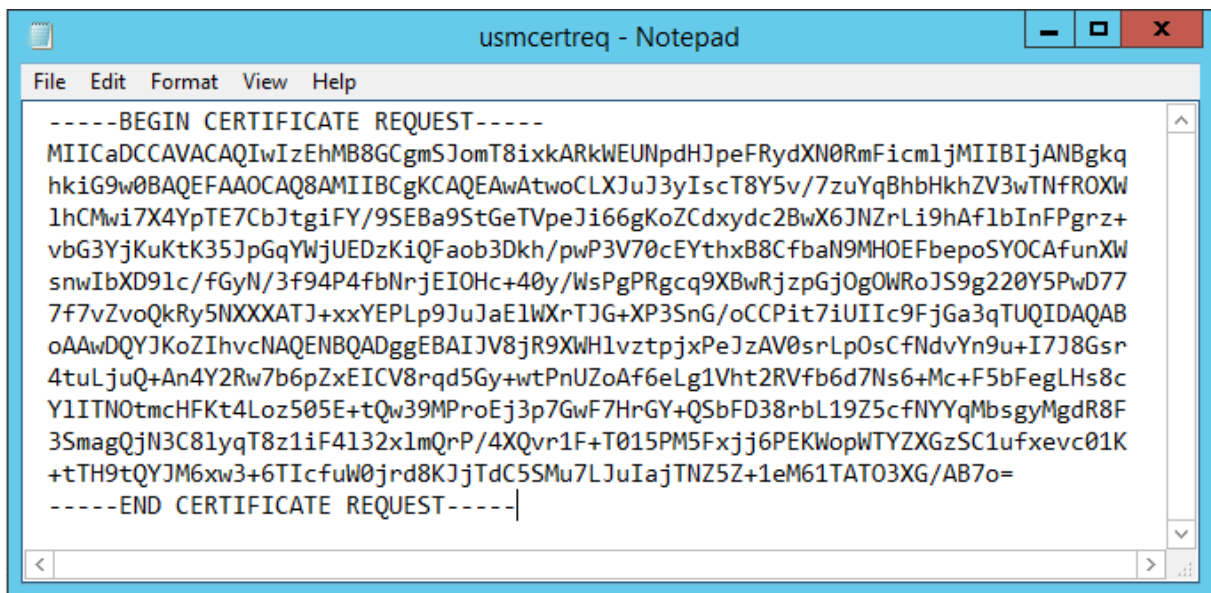 usmcertreq - Notepad
File Edit Format View Help
-----BEGIN CERTIFICATE REQUEST-----
MIICaDCCAVACAQIwIzEhMB8GCgmSJomT8ixkARkWEUNpdHJpeFRydXN0RmFicmljMIIBIjANBgkq
hkiG9w0BAQEFAAOCAQ8AMIIBCgKCAQEAwAtwoCLXJuJ3yIscT8Y5v/7zuYqBhbHkhZV3wTNfROXW
lhCMwi7X4YpTE7CbJtgiFY/9SEBa9StGeTVpeJi66gKoZCdxydc2BwX6JNZrLi9hAflbInFPgrz+
vbG3YjKuKtK35JpGqYWjUEDzKiQFaob3Dkh/pwP3V70cEYthxB8CfbaN9MHOEFbepoSYOCAfunXW
snwIbXD9lc/fGyN/3f94P4fbNrjEIOHc+40y/WsPgPRgcq9XBwRjzpGjOgOWRoJS9g220Y5PwD77
7f7vZvoQkRy5NXXXATJ+xxYEPLp9JuJaElWXrTJG+XP3SnG/oCCPit7iUIIc9FjGa3qTUQIDAQAB
oAAwDQYJKoZIhvcNAQENBQADggEBAIJV8jR9XWHlvztpjxPeJzAV0srLpOsCfNdvYn9u+I7J8Gsr
4tuLjuQ+An4Y2Rw7b6pZxEICV8rqd5Gy+wtPnUZoAf6eLg1Vht2RVfb6d7Ns6+Mc+F5bFegLHs8c
YlITNOtmcHFKt4Loz505E+tQw39MProEj3p7GwF7HrGY+QSbFD38rbL19Z5cfNYYqMbsgyMgdR8F
3SmagQjN3C8lyqT8z1iF4l32xlmQrP/4XQvr1F+T015PM5Fxjj6PEKWopWTYZXGzSC1ufxevc01K
+tTH9tQYJM6xw3+6TIcfuW0jrd8KJjTdC5SMu7LJuIajTNZ5Z+1eM61TATO3XG/AB7o=
-----END CERTIFICATE REQUEST-----